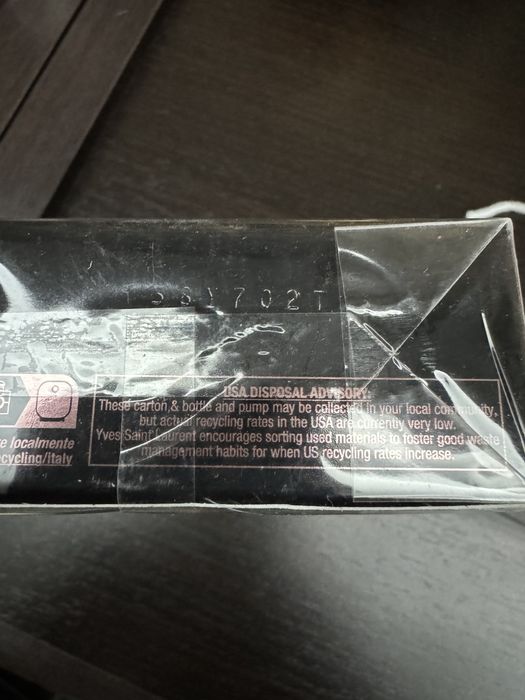 USA DISPOSAL ADVISORY:
These carton & bottle and pump may be collected in your local community,
but actual recycling rates in the USA are currently very low.
Yves Saint Laurent encourages sorting used materials to foster good waste
management habits for when US recycling rates increase.
localmente
ecycling/italy